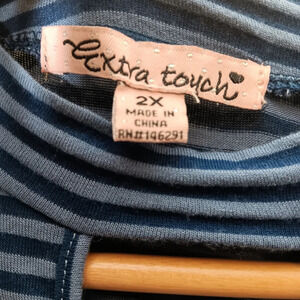 Extra touch
2X
MADE IN
CHINA
RN#146291